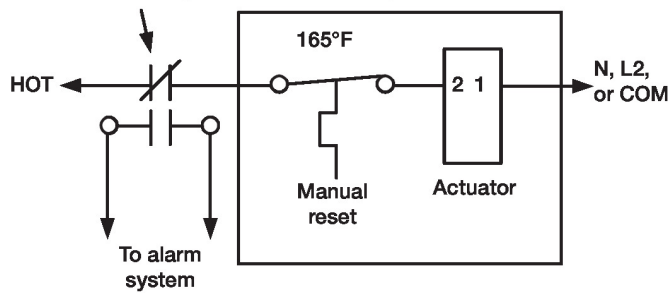 165°F
HOT
2 1
N, L2,
or COM
Manual
reset
Actuator
To alarm
system